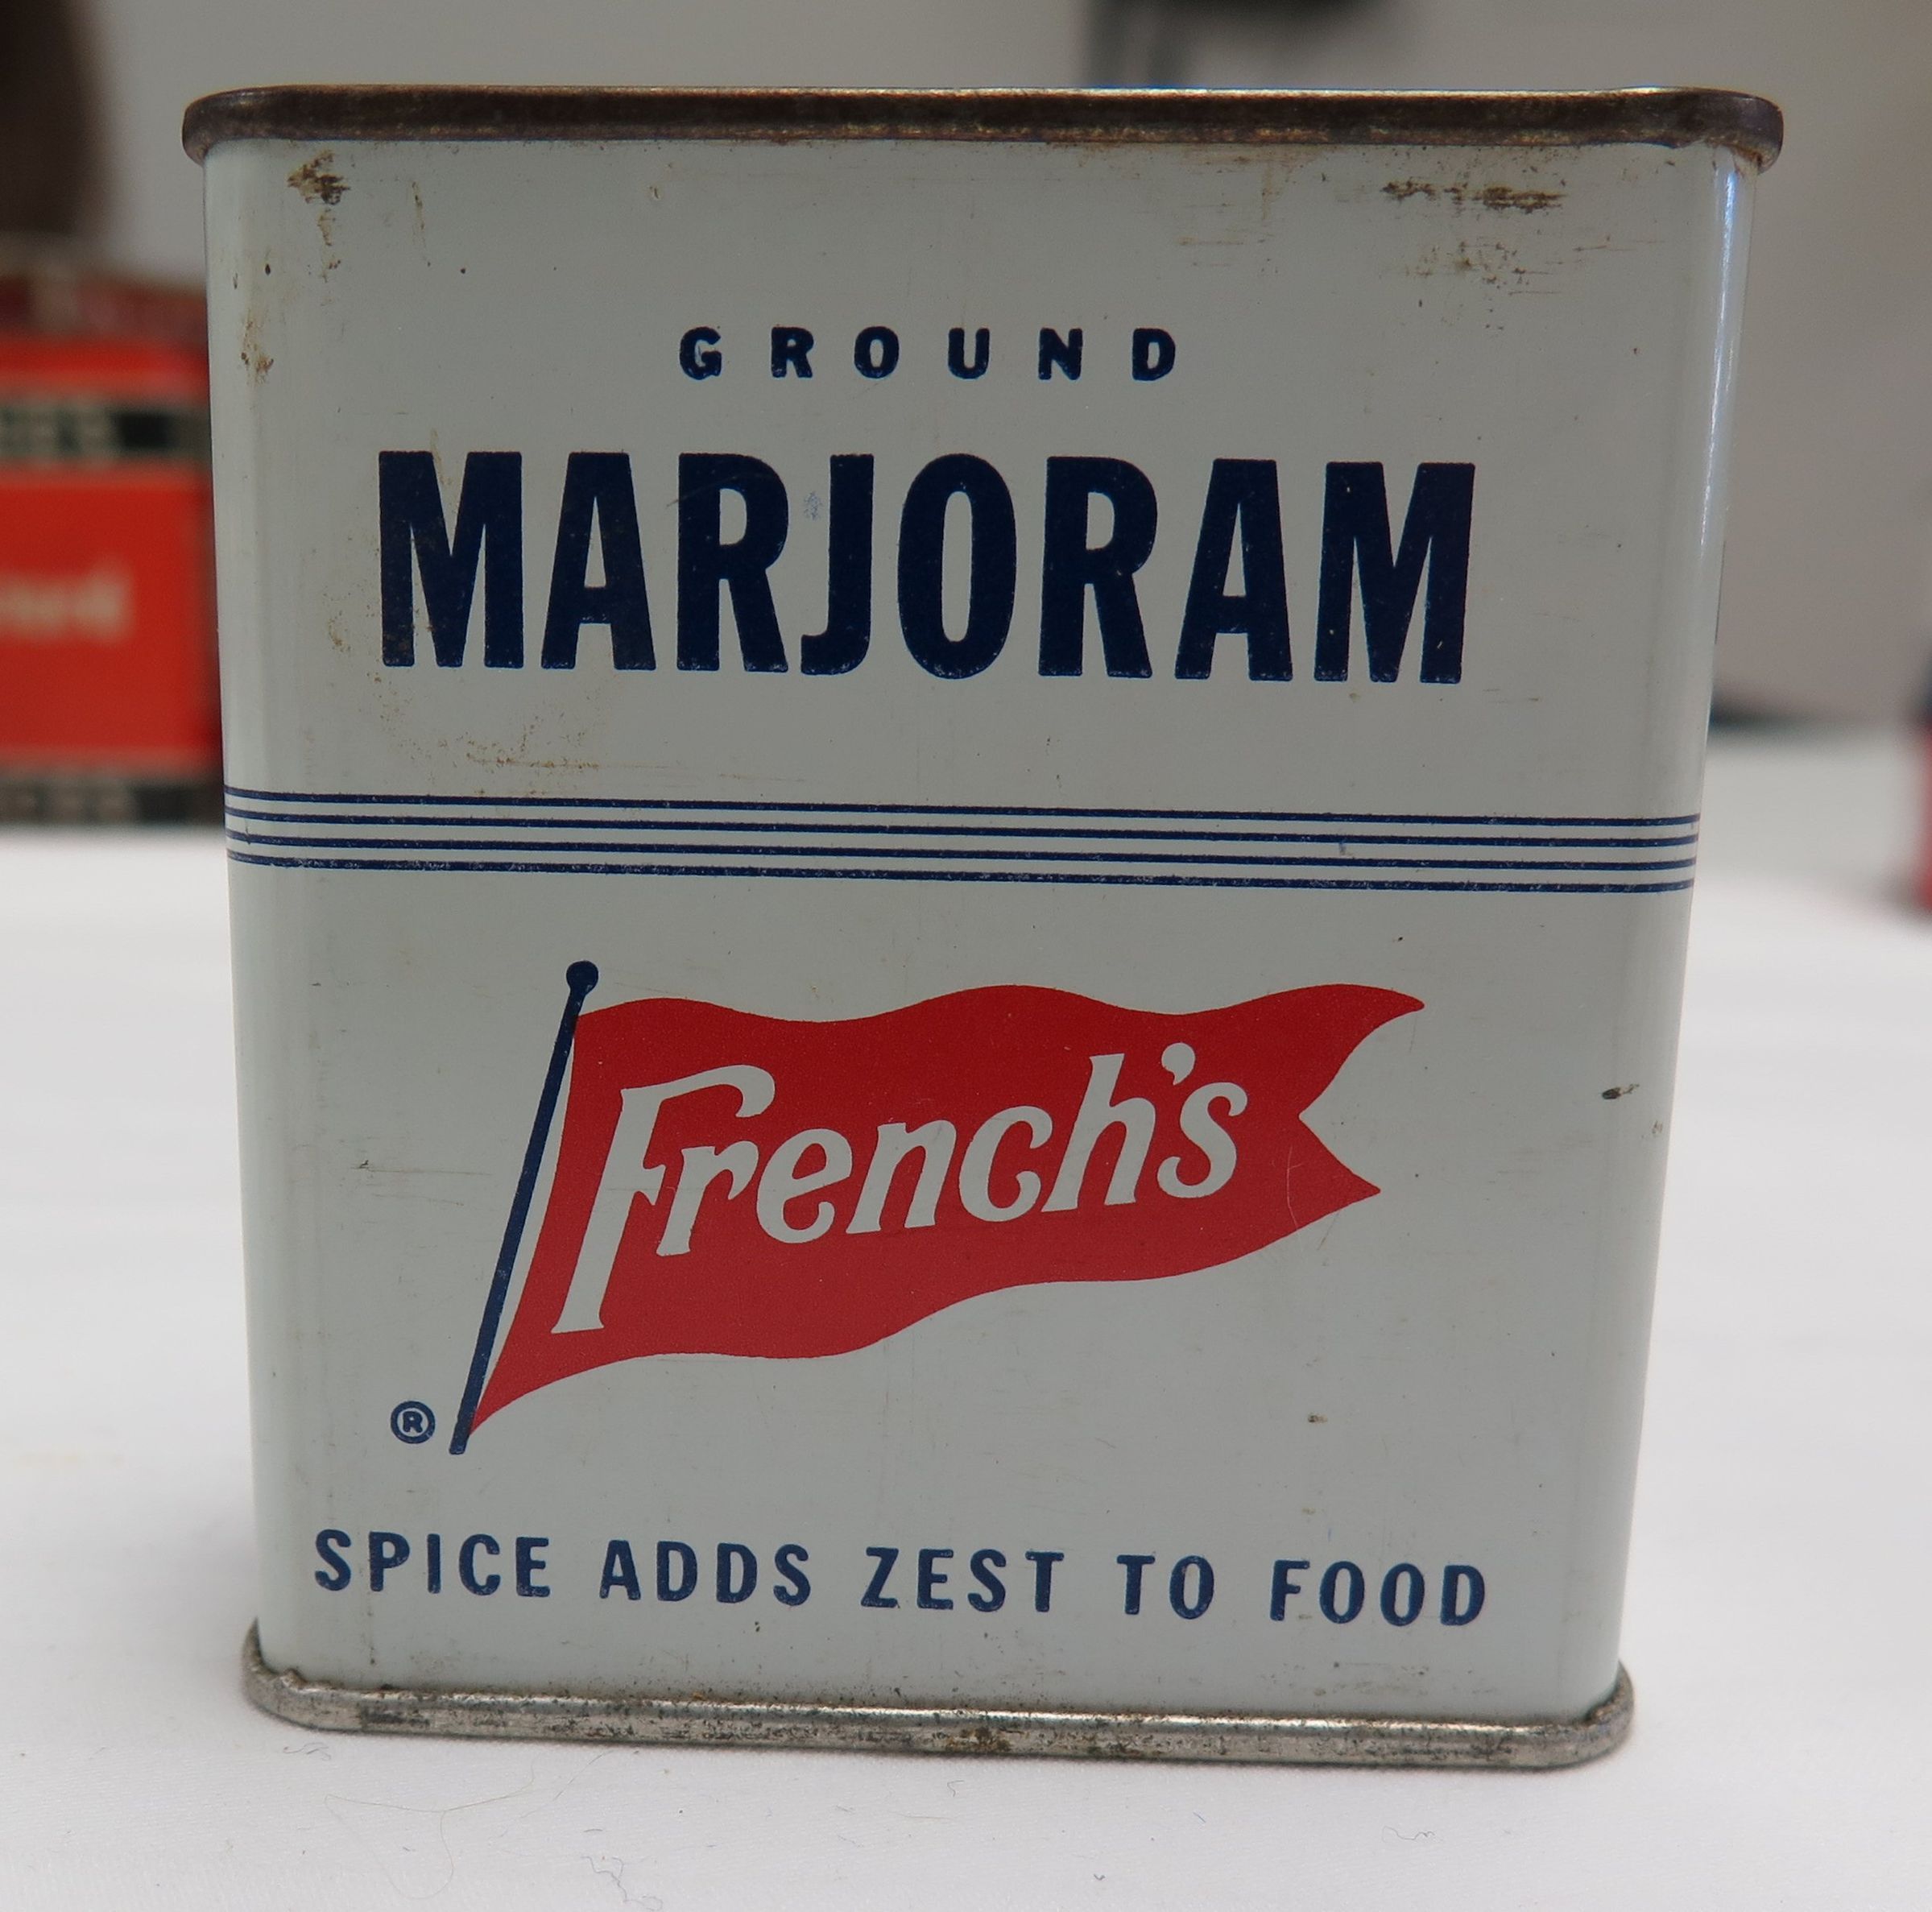 GROUND
MARJORAM
French's
®
SPICE ADDS ZEST TO FOOD